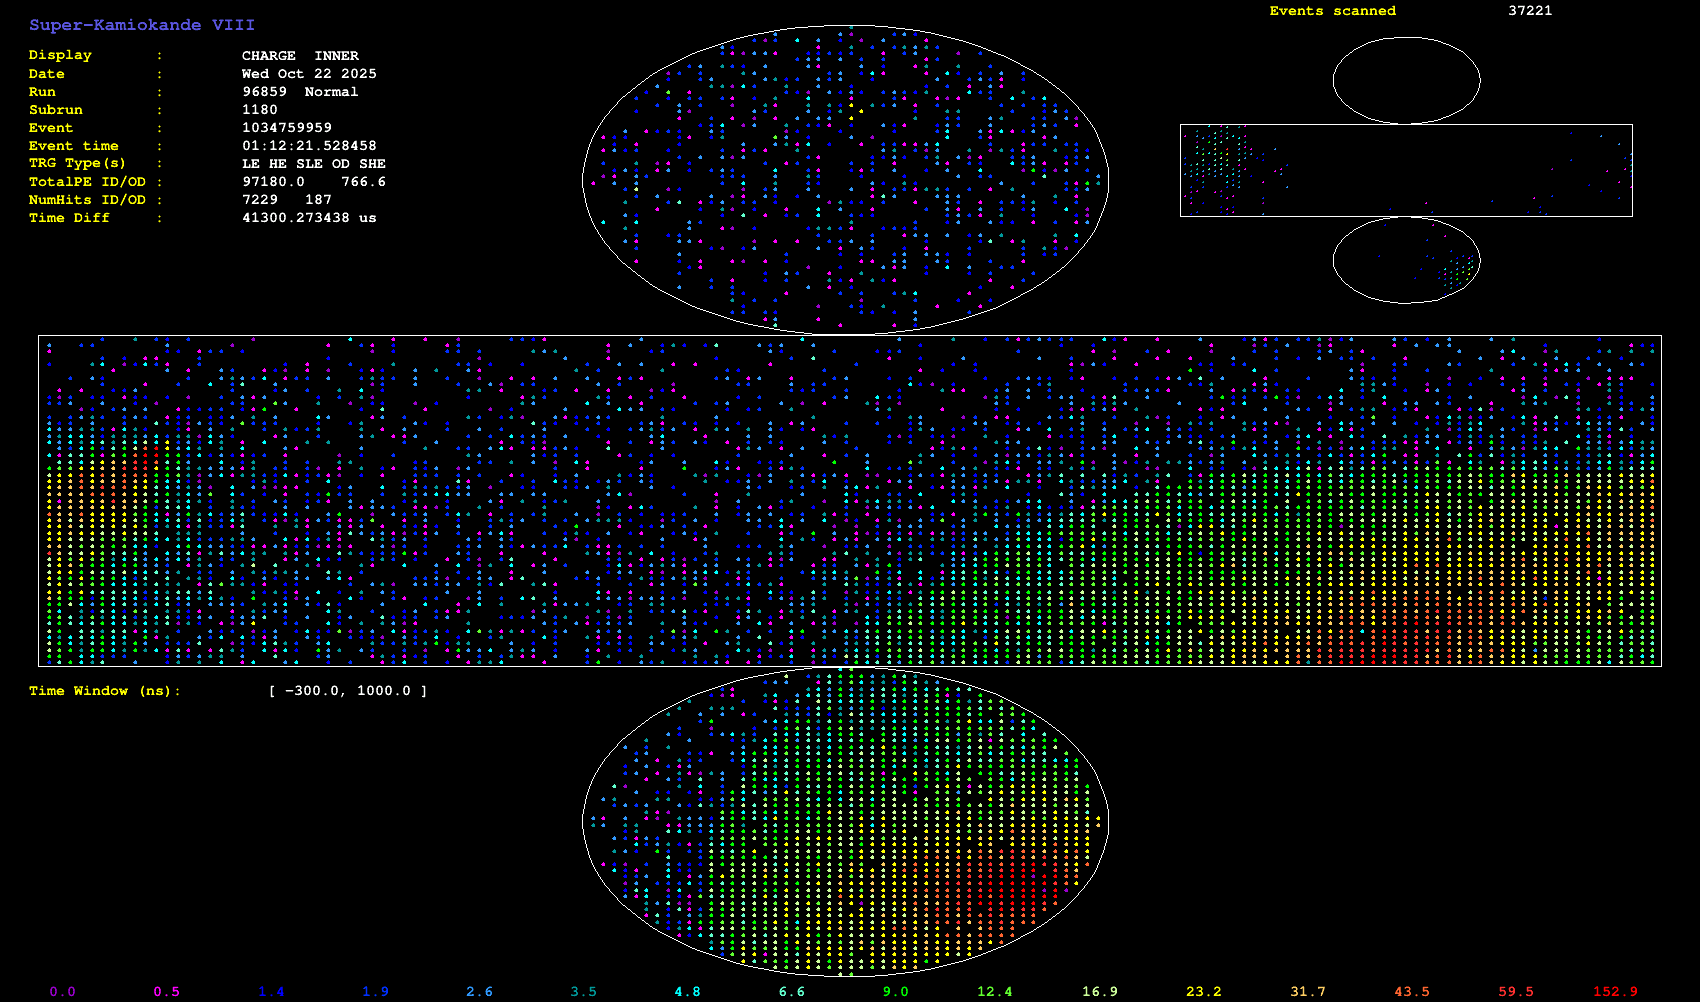 Super-Kamiokande VIII
Events scanned 37221
Display : CHARGE INNER
Date : Wed Oct 22 2025
Run : 96859 Normal
Subrun : 1180
Event : 1034759959
Event time : 01:12:21.528458
TRG Type(s) : LE HE SLE OD SHE
TotalPE ID/OD : 97180.0 766.6
NumHits ID/OD : 7229 187
Time Diff : 41300.273438 us
Time Window (ns): [ -300.0, 1000.0 ]
0.0 0.5 1.4 1.9 2.6 3.5 4.8 6.6 9.0 12.4 16.9 23.2 31.7 43.5 59.5 152.9